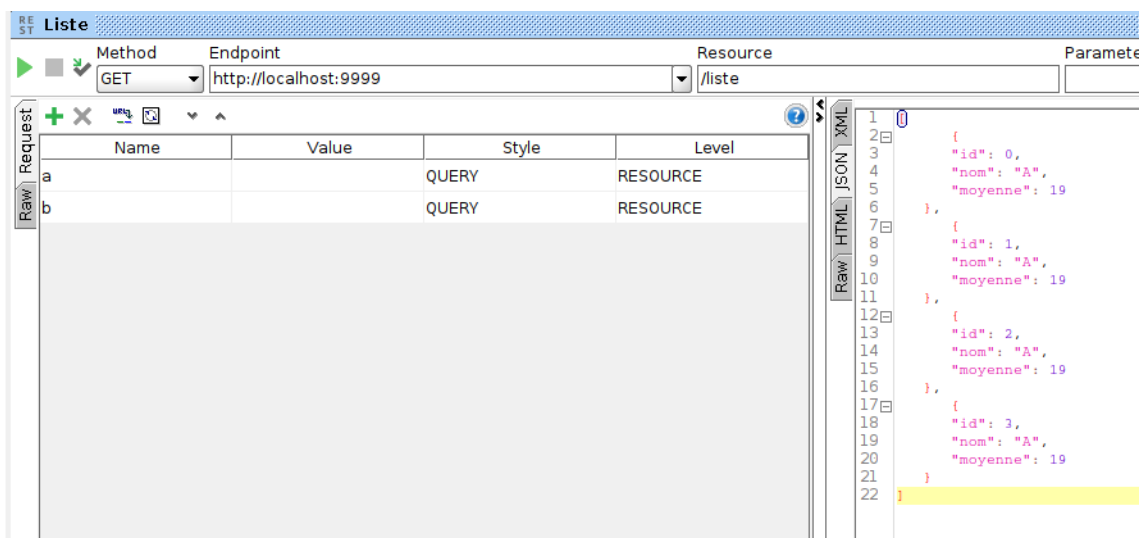 REST Liste
Method Endpoint Resource Paramete
GET http://localhost:9999 /liste
Request
Raw
Name Value Style Level
a QUERY RESOURCE
b QUERY RESOURCE
XML
JSON
HTML
Raw
1 [
2 {
3 "id": 0,
4 "nom": "A",
5 "moyenne": 19
6 },
7 {
8 "id": 1,
9 "nom": "A",
10 "moyenne": 19
11 },
12 {
13 "id": 2,
14 "nom": "A",
15 "moyenne": 19
16 },
17 {
18 "id": 3,
19 "nom": "A",
20 "moyenne": 19
21 }
22 ]